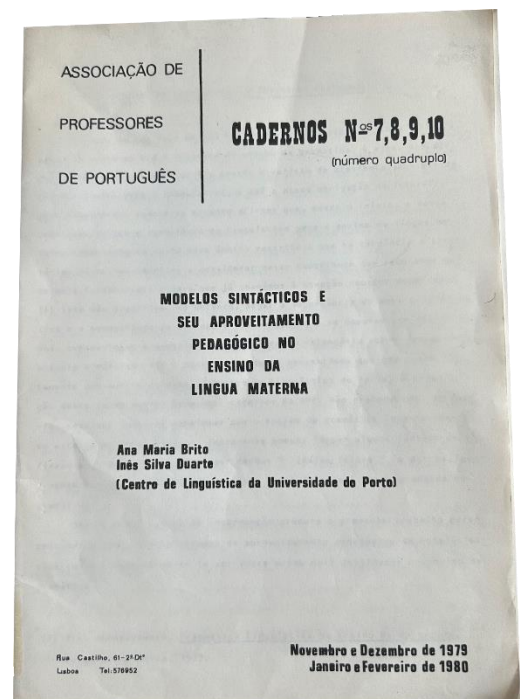 ASSOCIAÇÃO DE
PROFESSORES
DE PORTUGUÊS
CADERNOS Nos 7,8,9,10
(número quadruplo)
MODELOS SINTÁCTICOS E
SEU APROVEITAMENTO
PEDAGÓGICO NO
ENSINO DA
LINGUA MATERNA
Ana Maria Brito
Inês Silva Duarte
(Centro de Linguística da Universidade do Porto)
Rua Castilho, 61-2º Dtº
Lisboa Tel: 576952
Novembro e Dezembro de 1979
Janeiro e Fevereiro de 1980